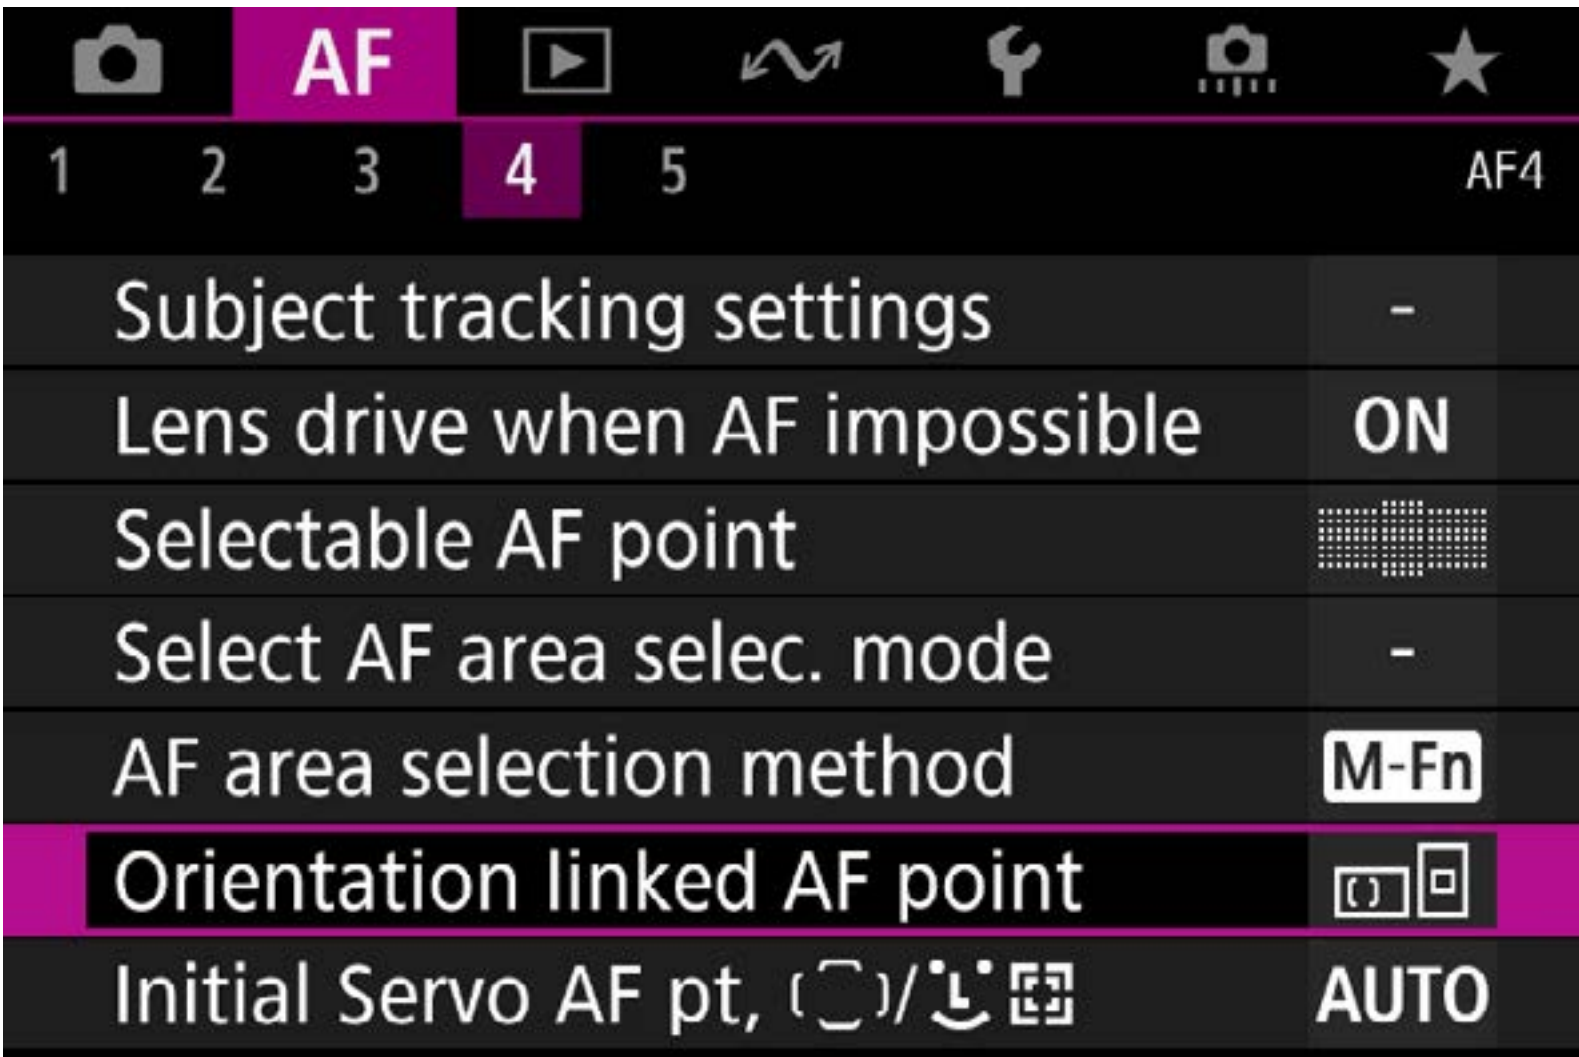 AF
1 2 3 4 5 AF4
Subject tracking settings -
Lens drive when AF impossible ON
Selectable AF point
Select AF area selec. mode -
AF area selection method M-Fn
Orientation linked AF point
Initial Servo AF pt, / AUTO